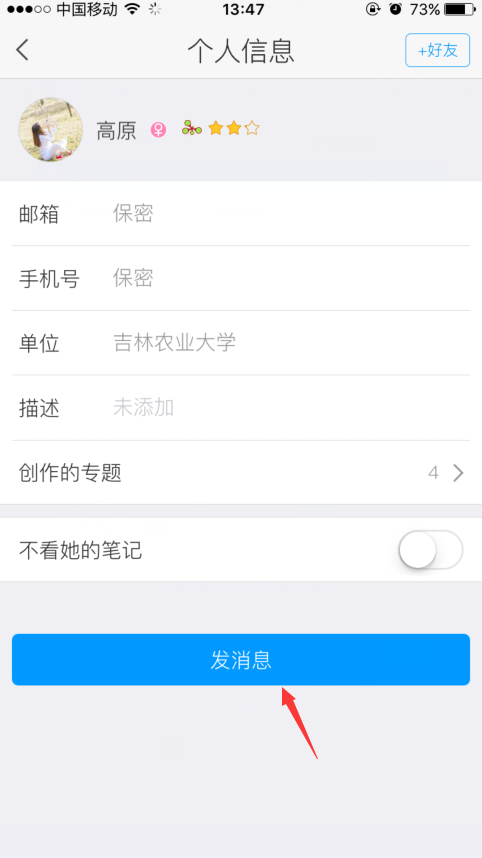 中国移动 13:47 73%
个人信息 +好友
高原
邮箱 保密
手机号 保密
单位 吉林农业大学
描述 未添加
创作的专题 4
不看她的笔记
发消息